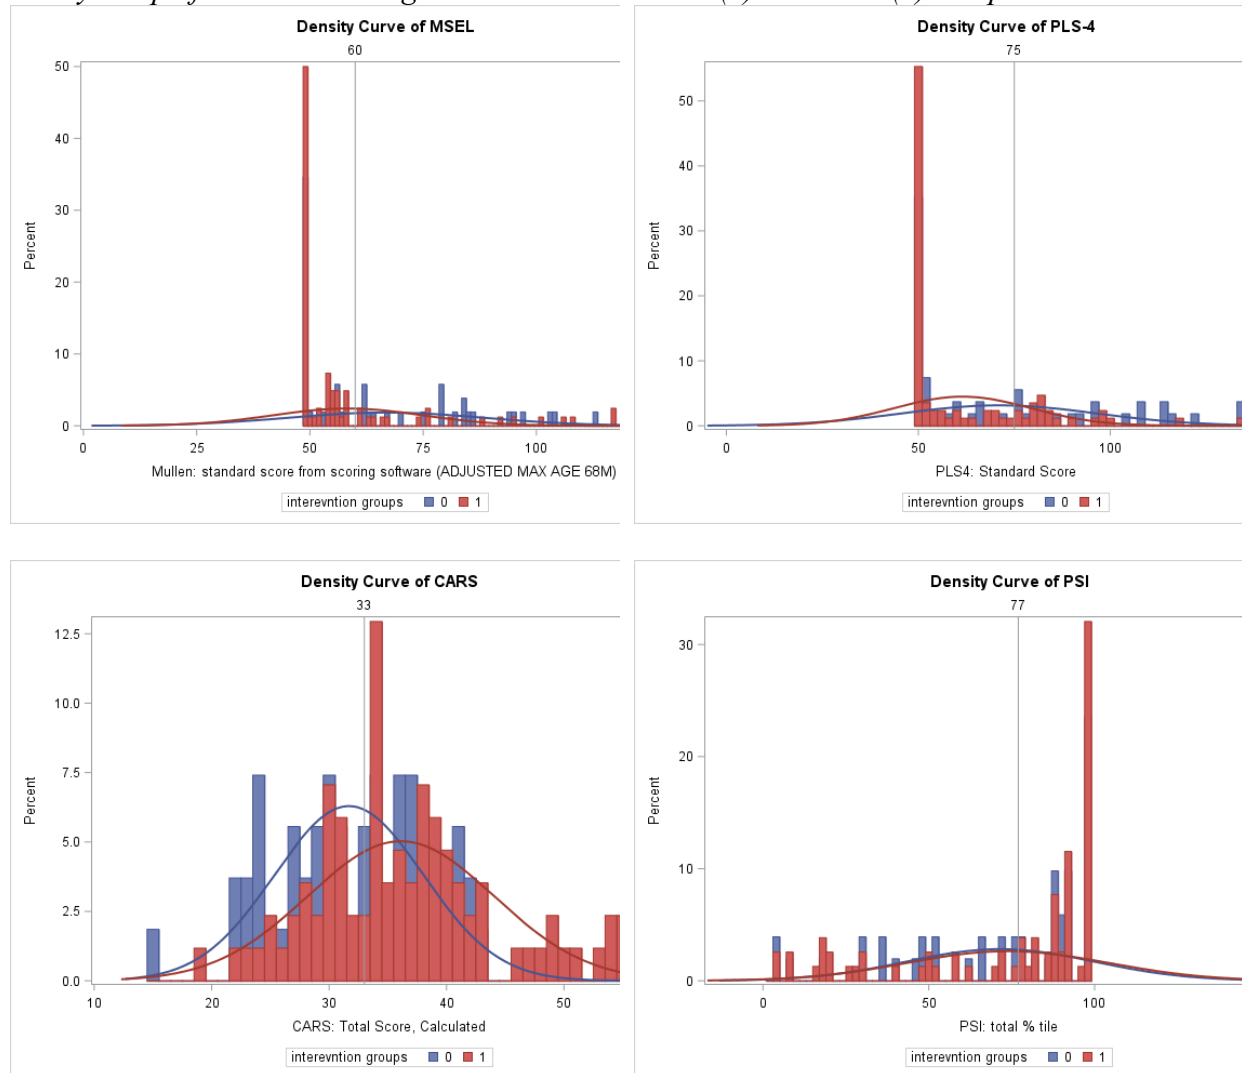 Density Curve of MSEL
60
50
40
30
20
10
0
Percent
0 25 50 75 100
Mullen: standard score from scoring software (ADJUSTED MAX AGE 68M)
interevntion groups 0 1
Density Curve of PLS-4
75
50
40
30
20
10
0
Percent
0 50 100
PLS4: Standard Score
interevntion groups 0 1
Density Curve of CARS
33
12.5
10.0
7.5
5.0
2.5
0.0
Percent
10 20 30 40 50
CARS: Total Score, Calculated
interevntion groups 0 1
Density Curve of PSI
77
30
20
10
0
Percent
0 50 100
PSI: total % tile
interevntion groups 0 1